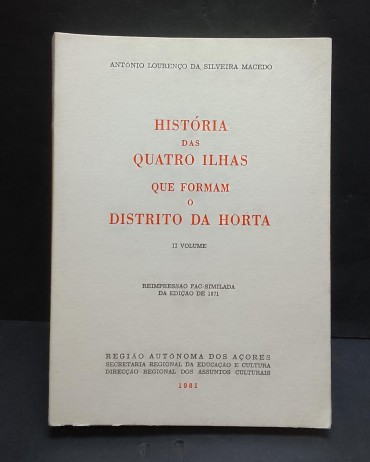 ANTÓNIO LOURENÇO DA SILVEIRA MACEDO
HISTÓRIA
DAS
QUATRO ILHAS
QUE FORMAM
O
DISTRITO DA HORTA
II VOLUME
REIMPRESSÃO FAC-SIMILADA
DA EDIÇÃO DE 1871
REGIÃO AUTÓNOMA DOS AÇORES
SECRETARIA REGIONAL DA EDUCAÇÃO E CULTURA
DIRECÇÃO REGIONAL DOS ASSUNTOS CULTURAIS
1981